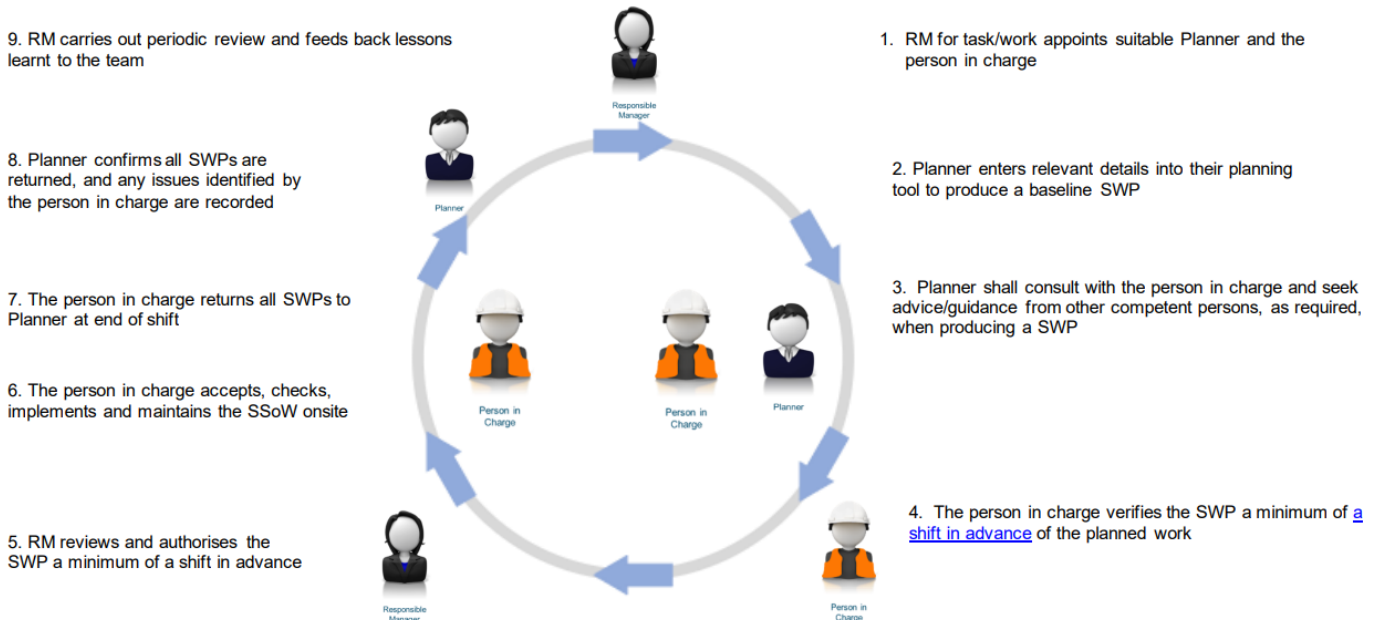 9. RM carries out periodic review and feeds back lessons
learnt to the team
Responsible
Manager
1. RM for task/work appoints suitable Planner and the
person in charge
8. Planner confirms all SWPs are
returned, and any issues identified by
the person in charge are recorded
Planner
2. Planner enters relevant details into their planning
tool to produce a baseline SWP
7. The person in charge returns all SWPs to
Planner at end of shift
3. Planner shall consult with the person in charge and seek
advice/guidance from other competent persons, as required,
when producing a SWP
6. The person in charge accepts, checks,
implements and maintains the SSoW onsite
Person in
Charge
Person in
Charge
Planner
5. RM reviews and authorises the
SWP a minimum of a shift in advance
Responsible
Manager
4. The person in charge verifies the SWP a minimum of a
shift in advance of the planned work
Person in
Charge